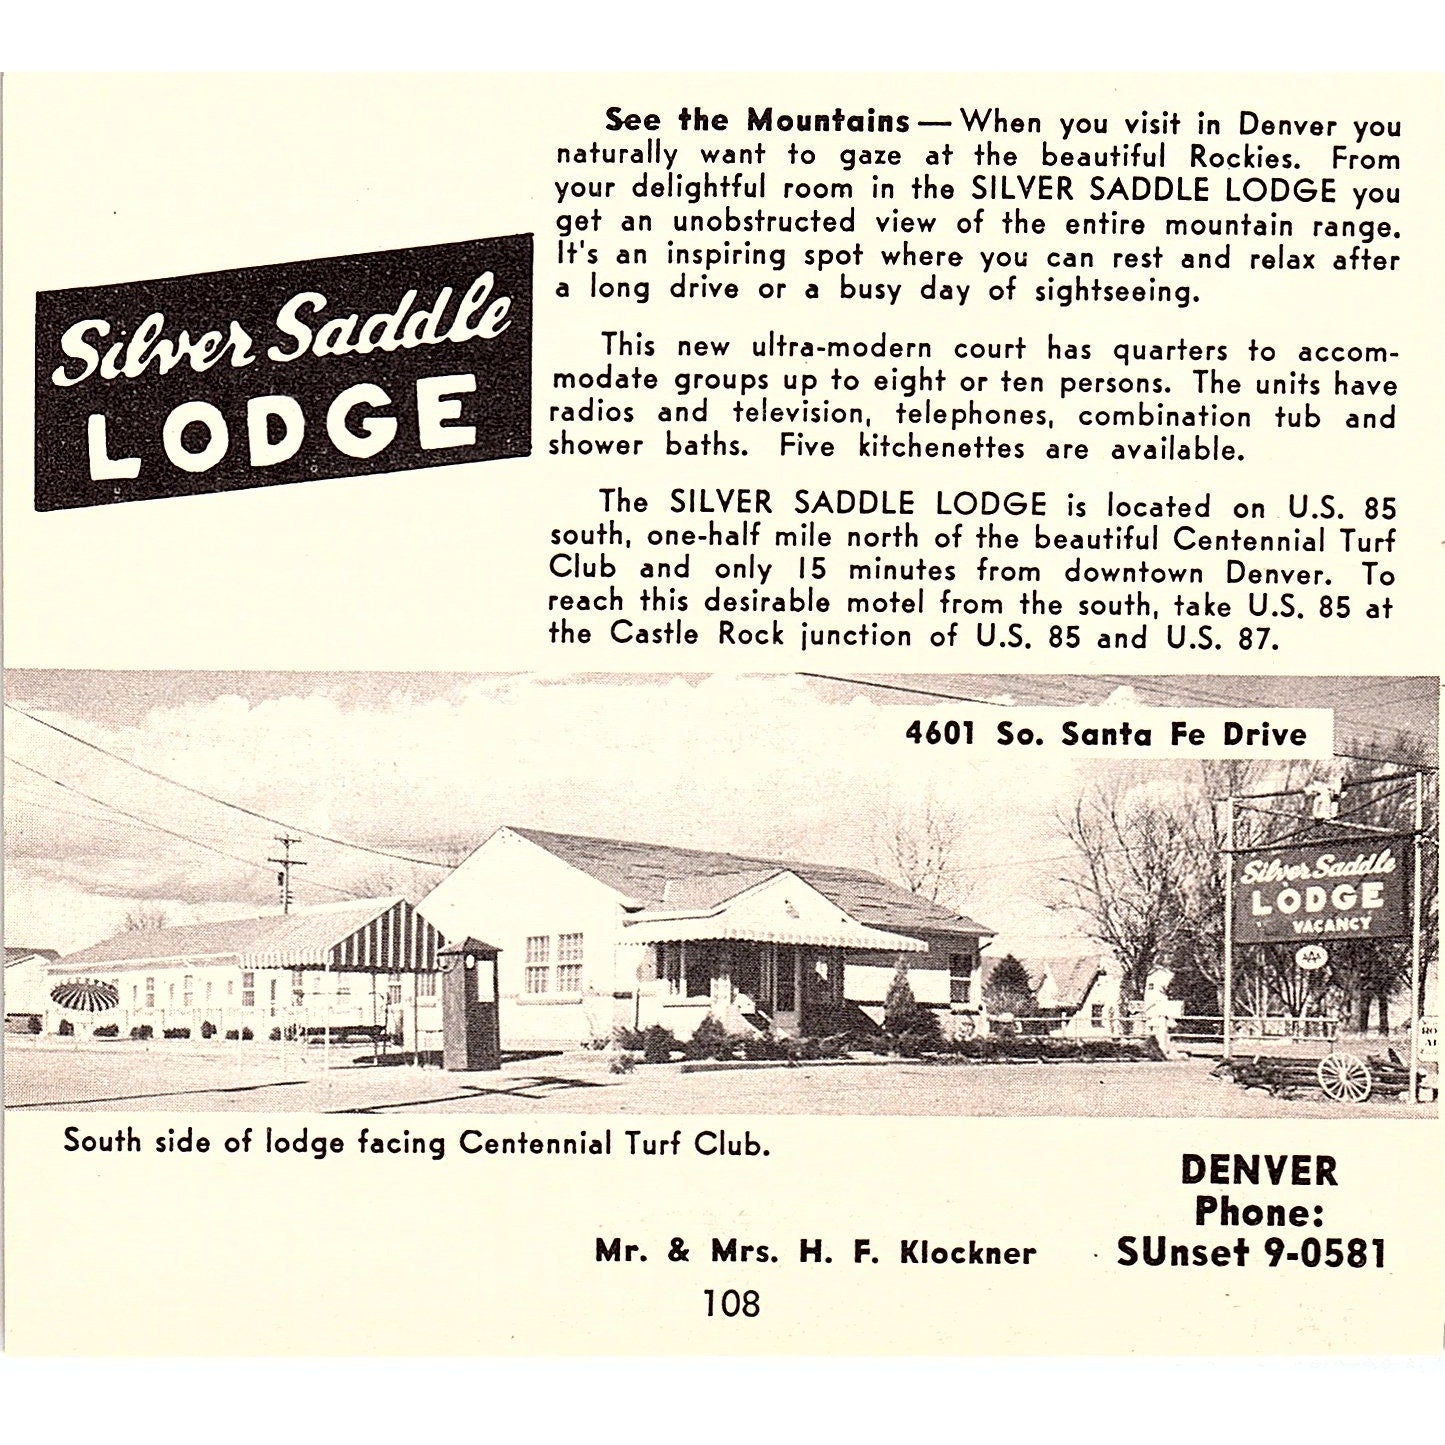 See the Mountains — When you visit in Denver you
naturally want to gaze at the beautiful Rockies. From
your delightful room in the SILVER SADDLE LODGE you
get an unobstructed view of the entire mountain range.
It's an inspiring spot where you can rest and relax after
a long drive or a busy day of sightseeing.
Silver Saddle
LODGE
This new ultra-modern court has quarters to accom-
modate groups up to eight or ten persons. The units have
radios and television, telephones, combination tub and
shower baths. Five kitchenettes are available.
The SILVER SADDLE LODGE is located on U.S. 85
south, one-half mile north of the beautiful Centennial Turf
Club and only 15 minutes from downtown Denver. To
reach this desirable motel from the south, take U.S. 85 at
the Castle Rock junction of U.S. 85 and U.S. 87.
4601 So. Santa Fe Drive
Silver Saddle
LODGE
VACANCY
AAA
South side of lodge facing Centennial Turf Club.
DENVER
Phone:
SUnset 9-0581
Mr. & Mrs. H. F. Klockner
108